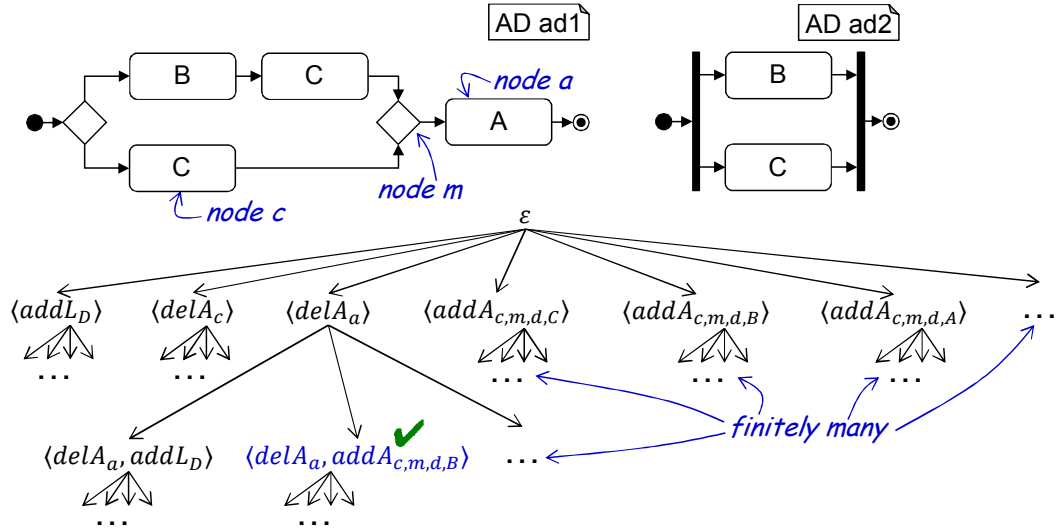 AD ad1
AD ad2
B
C
node a
B
A
C
node m
C
node c
ε
⟨addL_D⟩
⟨delA_c⟩
⟨delA_a⟩
⟨addA_{c,m,d,C}⟩
⟨addA_{c,m,d,B}⟩
⟨addA_{c,m,d,A}⟩
...
...
...
...
...
...
finitely many
⟨delA_a, addL_D⟩
⟨delA_a, addA_{c,m,d,B}⟩
...
...
...